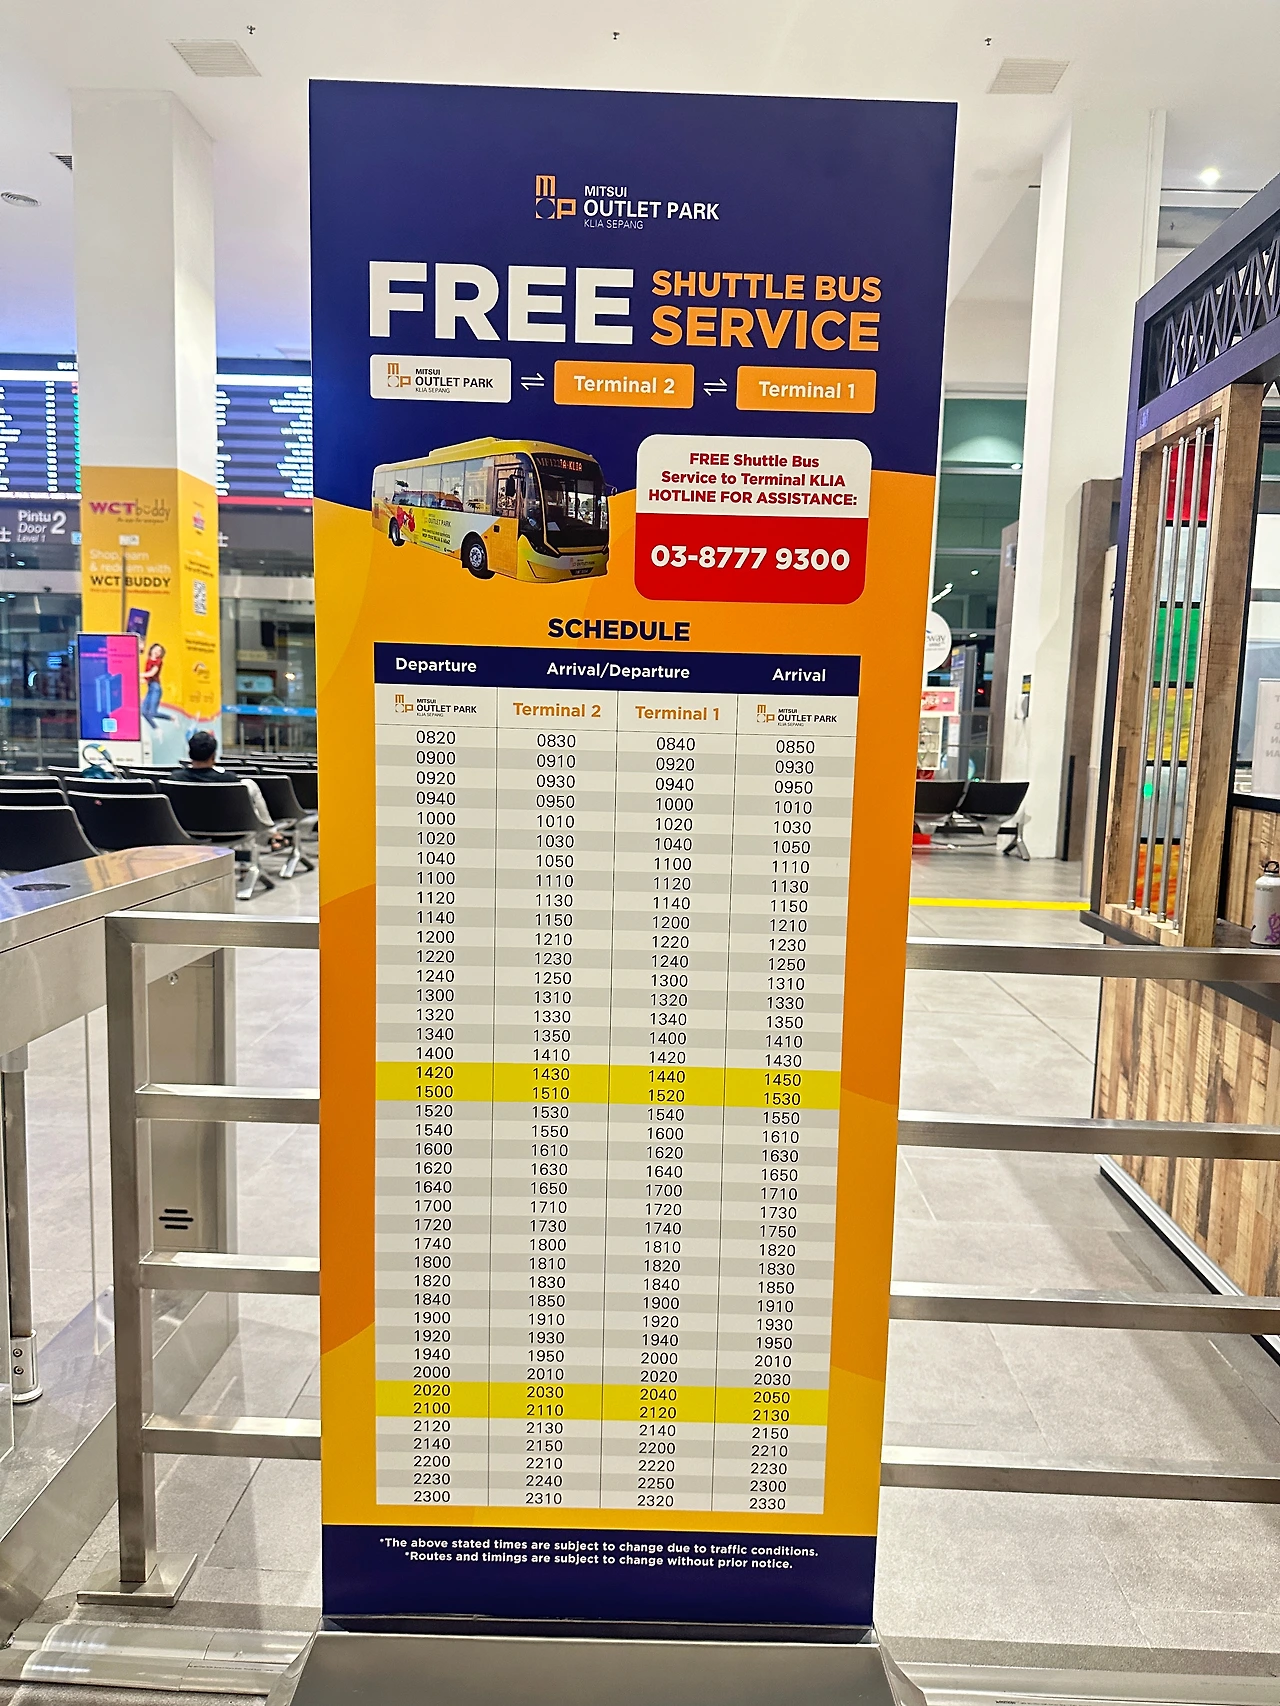 MITSUI
OUTLET PARK
KLIA SEPANG
FREE SHUTTLE BUS
SERVICE
MITSUI
OUTLET PARK
KLIA SEPANG
⇌ Terminal 2 ⇌ Terminal 1
FREE Shuttle Bus
Service to Terminal KLIA
HOTLINE FOR ASSISTANCE:
03-8777 9300
SCHEDULE
Departure Arrival/Departure Arrival
MITSUI OUTLET PARK KLIA SEPANG Terminal 2 Terminal 1 MITSUI OUTLET PARK KLIA SEPANG
0820 0830 0840 0850
0900 0910 0920 0930
0920 0930 0940 0950
0940 0950 1000 1010
1000 1010 1020 1030
1020 1030 1040 1050
1040 1050 1100 1110
1100 1110 1120 1130
1120 1130 1140 1150
1140 1150 1200 1210
1200 1210 1220 1230
1220 1230 1240 1250
1240 1250 1300 1310
1300 1310 1320 1330
1320 1330 1340 1350
1340 1350 1400 1410
1400 1410 1420 1430
1420 1430 1440 1450
1500 1510 1520 1530
1520 1530 1540 1550
1540 1550 1600 1610
1600 1610 1620 1630
1620 1630 1640 1650
1640 1650 1700 1710
1700 1710 1720 1730
1720 1730 1740 1750
1740 1800 1810 1820
1800 1810 1820 1830
1820 1830 1840 1850
1840 1850 1900 1910
1900 1910 1920 1930
1920 1930 1940 1950
1940 1950 2000 2010
2000 2010 2020 2030
2020 2030 2040 2050
2100 2110 2120 2130
2120 2130 2140 2150
2140 2150 2200 2210
2200 2210 2220 2230
2230 2240 2250 2300
2300 2310 2320 2330
*The above stated times are subject to change due to traffic conditions.
*Routes and timings are subject to change without prior notice.
WCTbuddy
Shop, earn
& redeem with
WCT BUDDY
Pintu 2
Door
Level 1